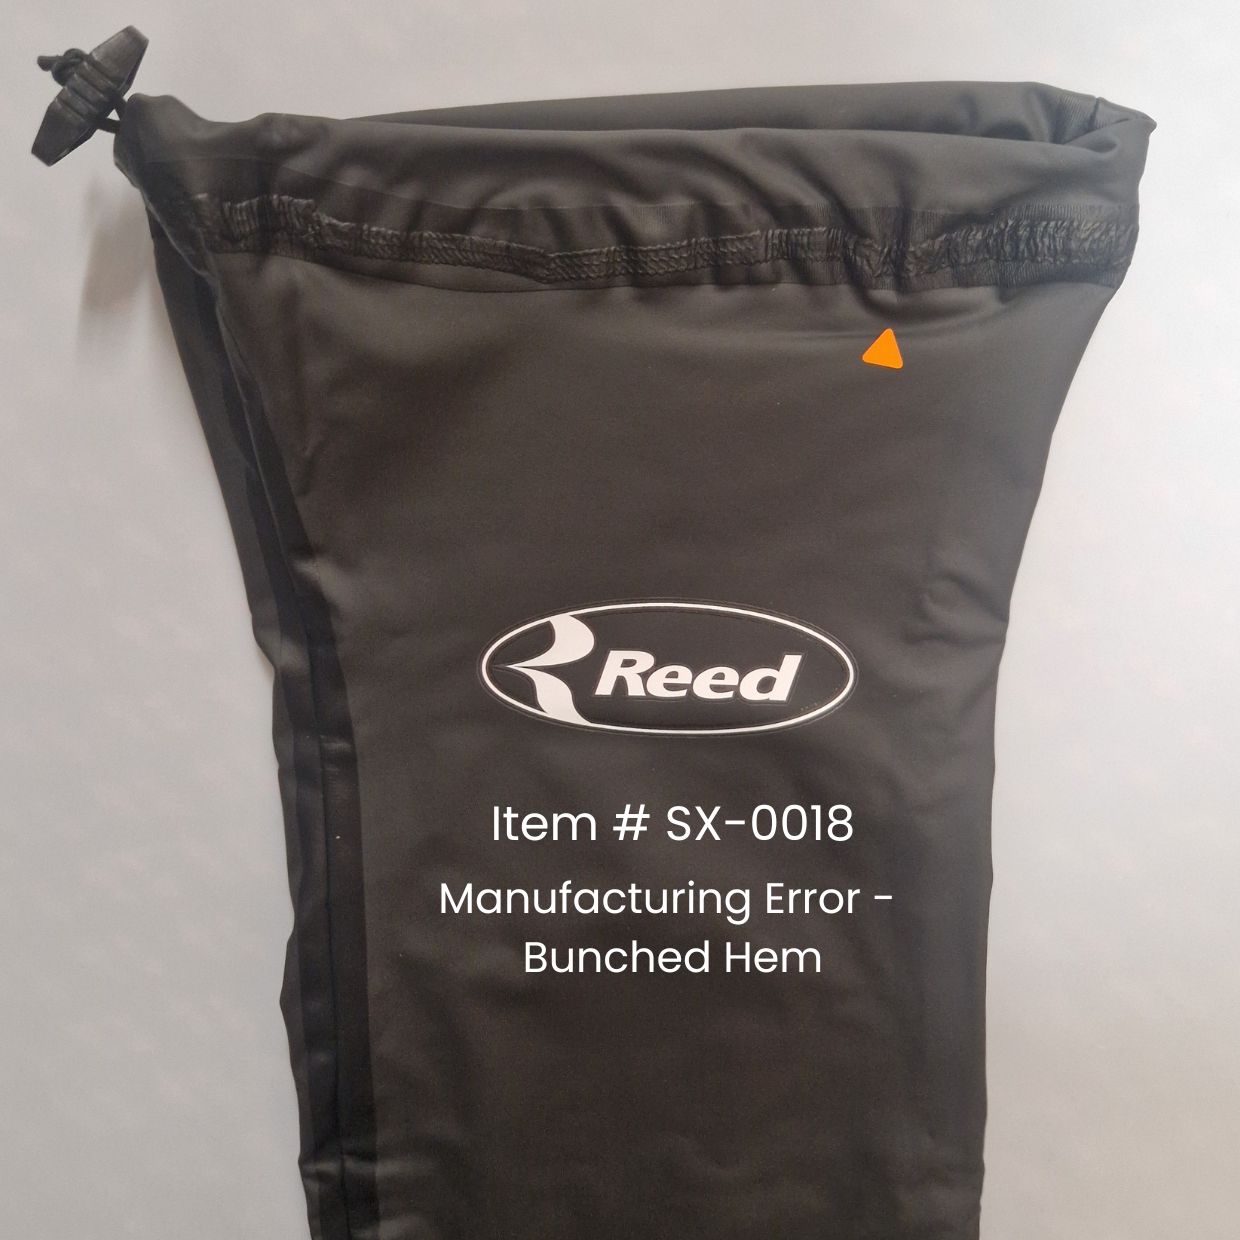 Reed
Item # SX-0018
Manufacturing Error -
Bunched Hem